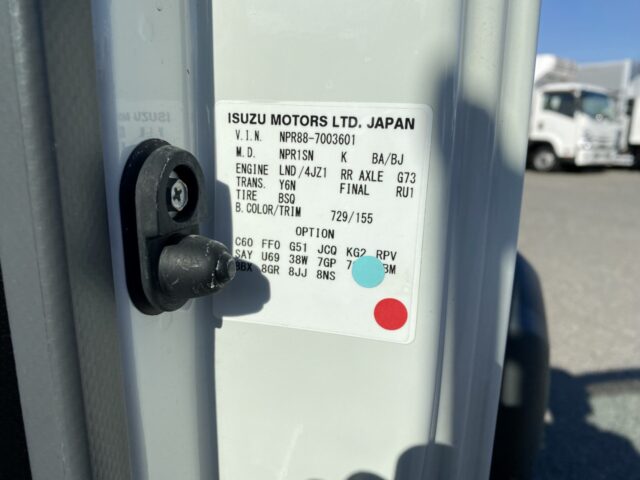 ISUZU MOTORS LTD. JAPAN
V.I.N. NPR88-7003601
M.D. NPR1SN K BA/BJ
ENGINE LND/4JZ1 RR AXLE G73
TRANS. Y6N FINAL RU1
TIRE BSQ
B.COLOR/TRIM 729/155
OPTION
C60 FF0 G51 JCQ KG2 RPV
SAY U69 38W 7GP
8BX 8GR 8JJ 8NS